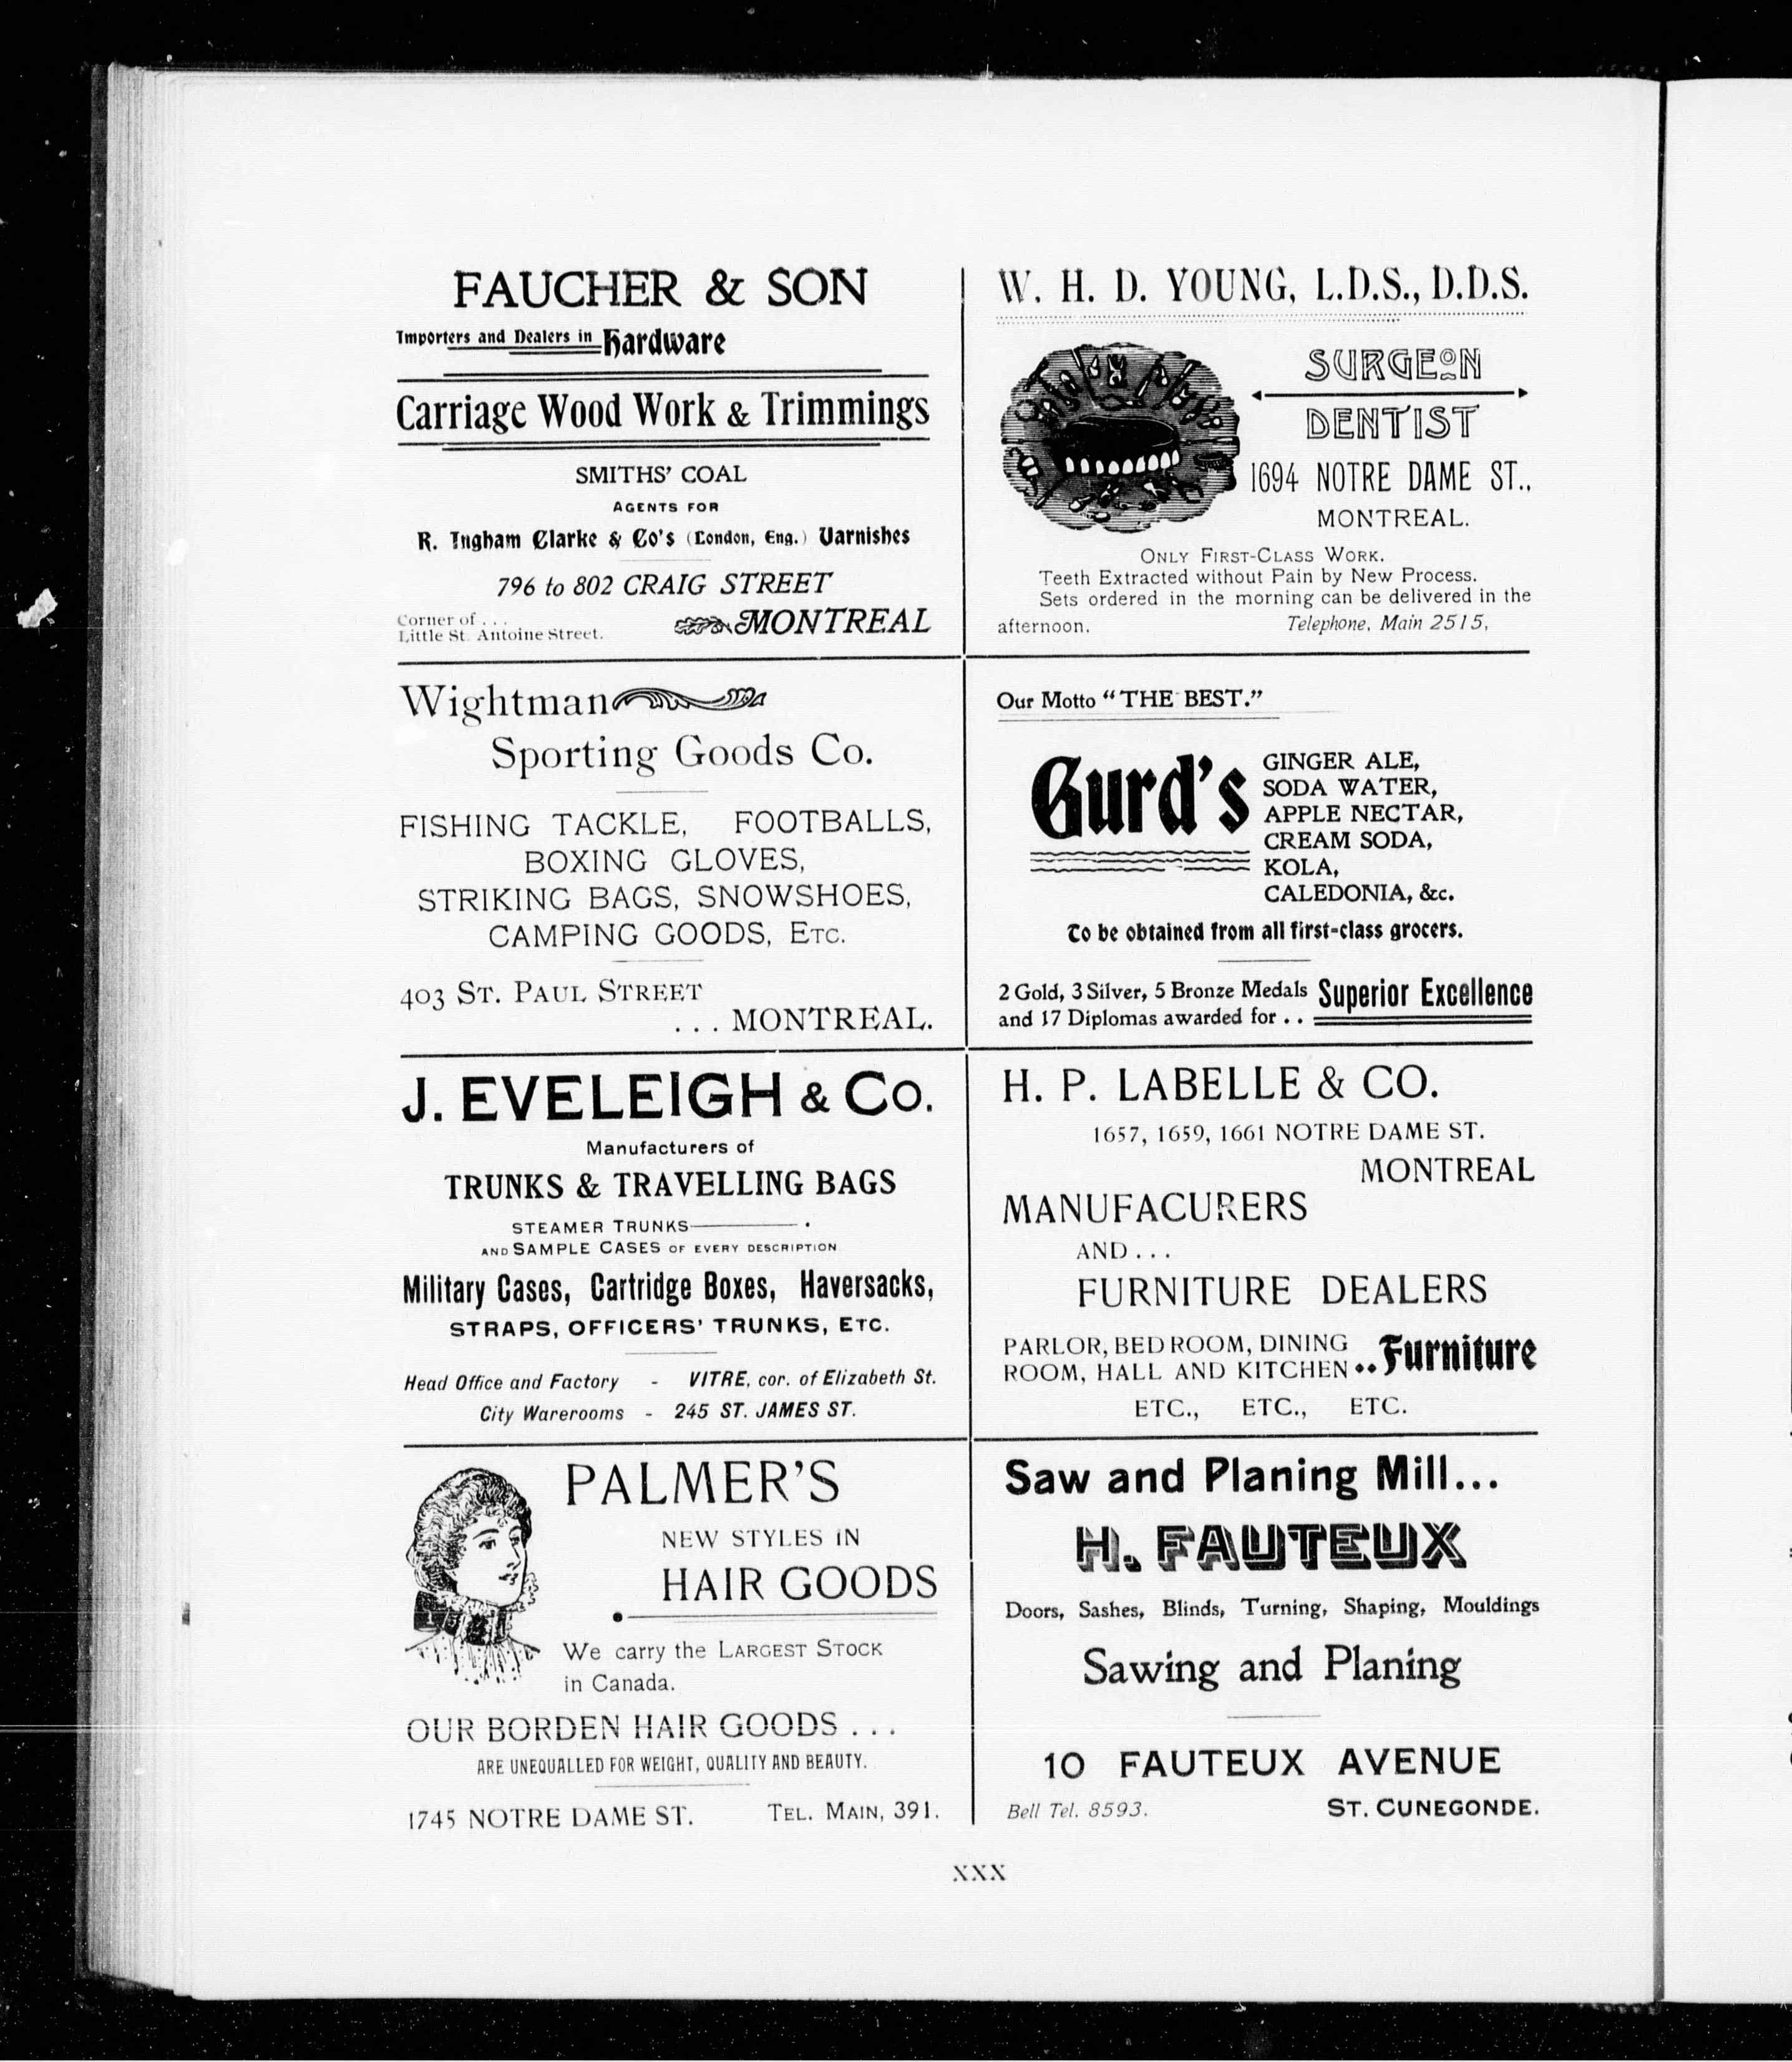 FAUCHER & SON
Importers and Dealers in Hardware
Carriage Wood Work & Trimmings
SMITHS' COAL
AGENTS FOR
R. Ingham Clarke & Co's (London, Eng.) Varnishes
796 to 802 CRAIG STREET
Corner of . . .
Little St. Antoine Street.
MONTREAL
W. H. D. YOUNG, L.D.S., D.D.S.
SURGEON
DENTIST
1694 NOTRE DAME ST.,
MONTREAL.
ONLY FIRST-CLASS WORK.
Teeth Extracted without Pain by New Process.
Sets ordered in the morning can be delivered in the
afternoon.
Telephone, Main 2515,
Wightman
Sporting Goods Co.
FISHING TACKLE, FOOTBALLS,
BOXING GLOVES,
STRIKING BAGS, SNOWSHOES,
CAMPING GOODS, ETC.
403 ST. PAUL STREET
. . . MONTREAL.
Our Motto "THE BEST."
Gurd's
GINGER ALE,
SODA WATER,
APPLE NECTAR,
CREAM SODA,
KOLA,
CALEDONIA, &c.
To be obtained from all first-class grocers.
2 Gold, 3 Silver, 5 Bronze Medals
and 17 Diplomas awarded for . .
Superior Excellence
J. EVELEIGH & CO.
Manufacturers of
TRUNKS & TRAVELLING BAGS
STEAMER TRUNKS
AND SAMPLE CASES OF EVERY DESCRIPTION
Military Cases, Cartridge Boxes, Haversacks,
STRAPS, OFFICERS' TRUNKS, ETC.
Head Office and Factory - VITRE, cor. of Elizabeth St.
City Warerooms - 245 ST. JAMES ST.
H. P. LABELLE & CO.
1657, 1659, 1661 NOTRE DAME ST.
MONTREAL
MANUFACURERS
AND . . .
FURNITURE DEALERS
PARLOR, BED ROOM, DINING
ROOM, HALL AND KITCHEN
..Furniture
ETC., ETC., ETC.
PALMER'S
NEW STYLES IN
HAIR GOODS
We carry the LARGEST STOCK
in Canada.
OUR BORDEN HAIR GOODS . . .
ARE UNEQUALLED FOR WEIGHT, QUALITY AND BEAUTY.
1745 NOTRE DAME ST. TEL. MAIN, 391.
Saw and Planing Mill...
H. FAUTEUX
Doors, Sashes, Blinds, Turning, Shaping, Mouldings
Sawing and Planing
10 FAUTEUX AVENUE
Bell Tel. 8593. ST. CUNEGONDE.
XXX